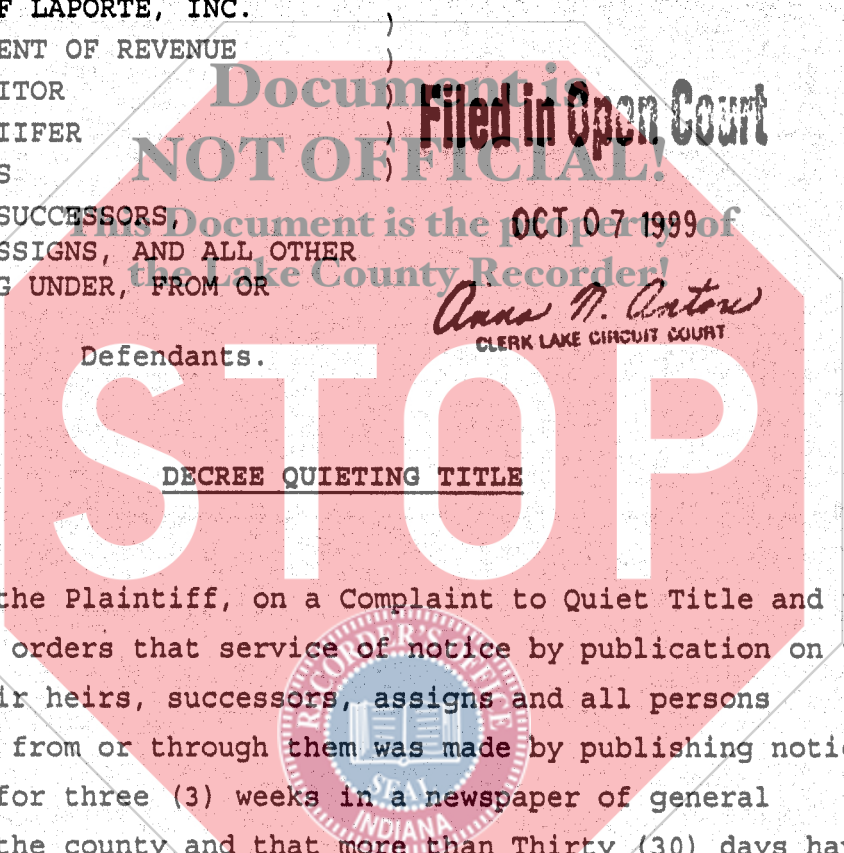 F LAPORTE, INC.
ENT OF REVENUE
ITOR
IIFER
S
SUCCESSORS,
SSIGNS, AND ALL OTHER
G UNDER, FROM OR
Defendants.
Document is
NOT OFFICIAL!
This Document is the property of
the Lake County Recorder!
Filed in Open Court
OCT 07 1999
Anna N. Anton
CLERK LAKE CIRCUIT COURT
STOP
DECREE QUIETING TITLE
the Plaintiff, on a Complaint to Quiet Title and
orders that service of notice by publication on
ir heirs, successors, assigns and all persons
from or through them was made by publishing notic
for three (3) weeks in a newspaper of general
the county and that more than Thirty (30) days hav
RECORDER'S OFFICE
SEAL
INDIANA